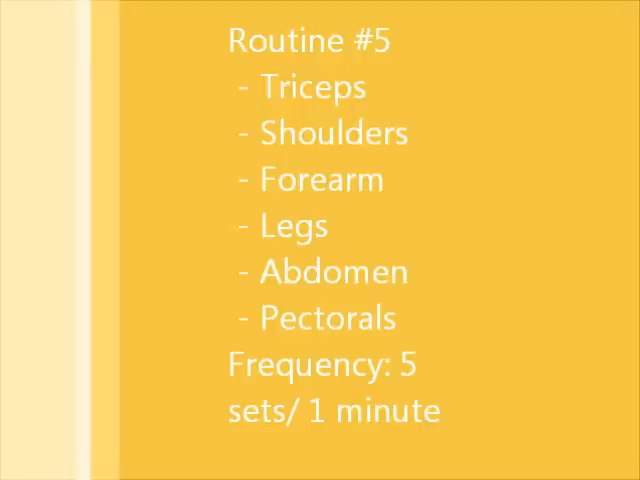 Routine #5
- Triceps
- Shoulders
- Forearm
- Legs
- Abdomen
- Pectorals
Frequency: 5
sets/ 1 minute